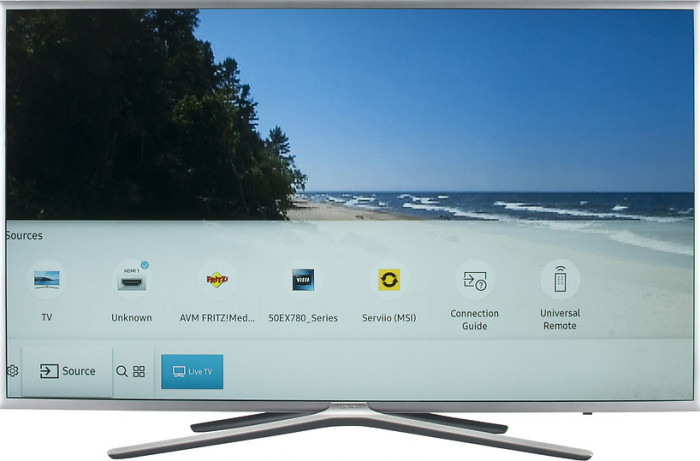 Sources
HDMI 1
FRITZ!
VIERA
TV
Unknown
AVM FRITZ!Med...
50EX780_Series
Serviio (MSI)
Connection
Guide
Universal
Remote
Source
Live TV